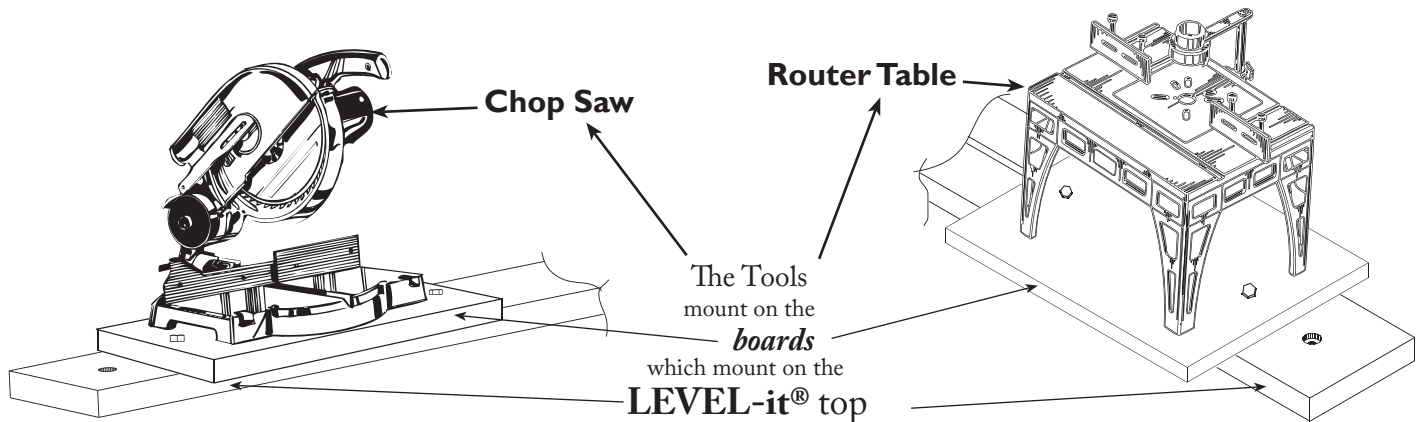 Router Table
Chop Saw
The Tools
mount on the
boards
which mount on the
LEVEL-it® top